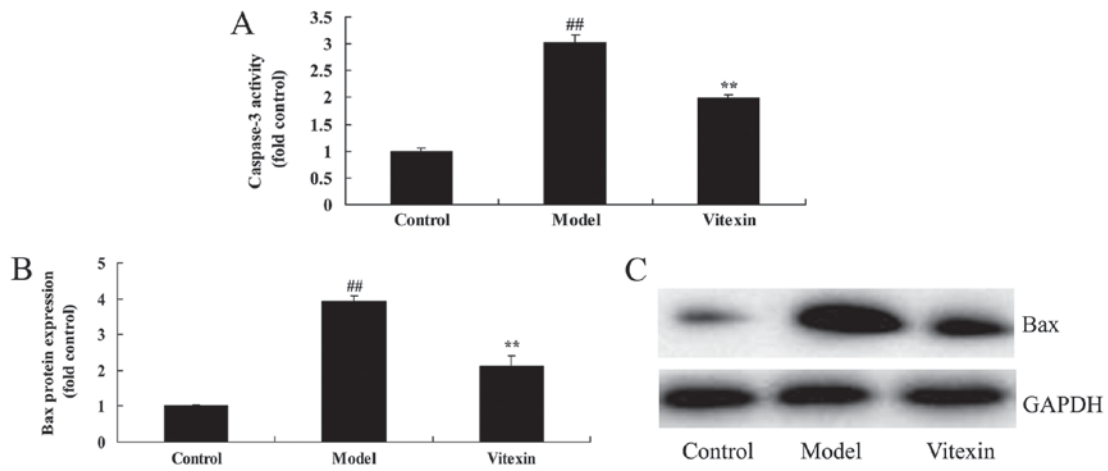 A
Caspase-3 activity
(fold control)
3.5
3
2.5
2
1.5
1
0.5
0
##
**
Control Model Vitexin
B
Bax protein expression
(fold control)
5
4
3
2
1
0
##
**
Control Model Vitexin
C
Bax
GAPDH
Control Model Vitexin